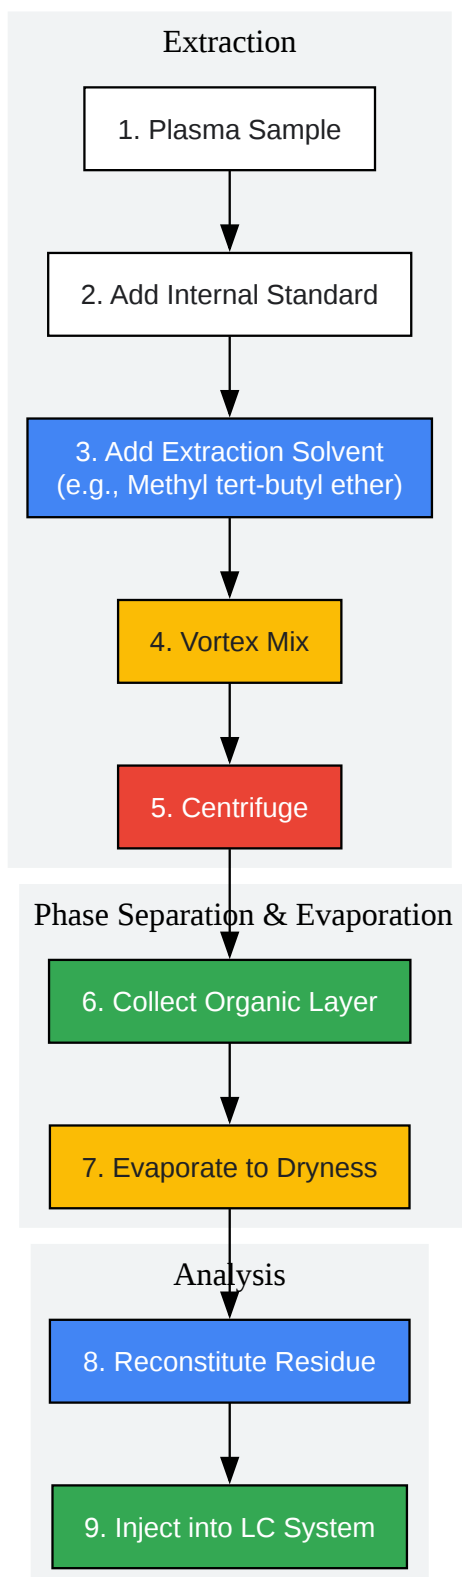 Extraction
1. Plasma Sample
2. Add Internal Standard
3. Add Extraction Solvent
(e.g., Methyl tert-butyl ether)
4. Vortex Mix
5. Centrifuge
Phase Separation & Evaporation
6. Collect Organic Layer
7. Evaporate to Dryness
Analysis
8. Reconstitute Residue
9. Inject into LC System